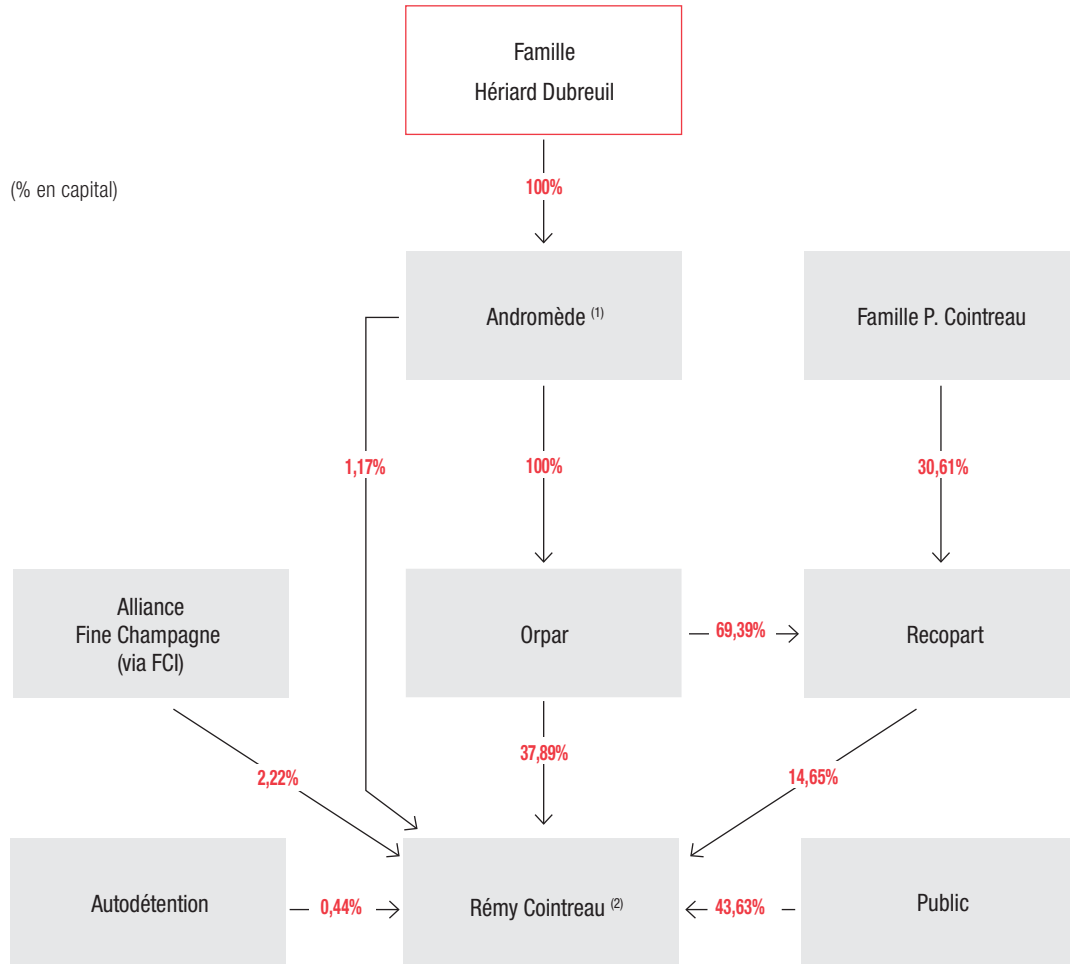 Famille
Hériard Dubreuil
(% en capital)
100%
Andromède (1)
Famille P. Cointreau
1,17%
100%
30,61%
Alliance
Fine Champagne
(via FCI)
Orpar
69,39%
Recopart
37,89%
2,22%
14,65%
Autodétention
0,44%
Rémy Cointreau (2)
43,63%
Public